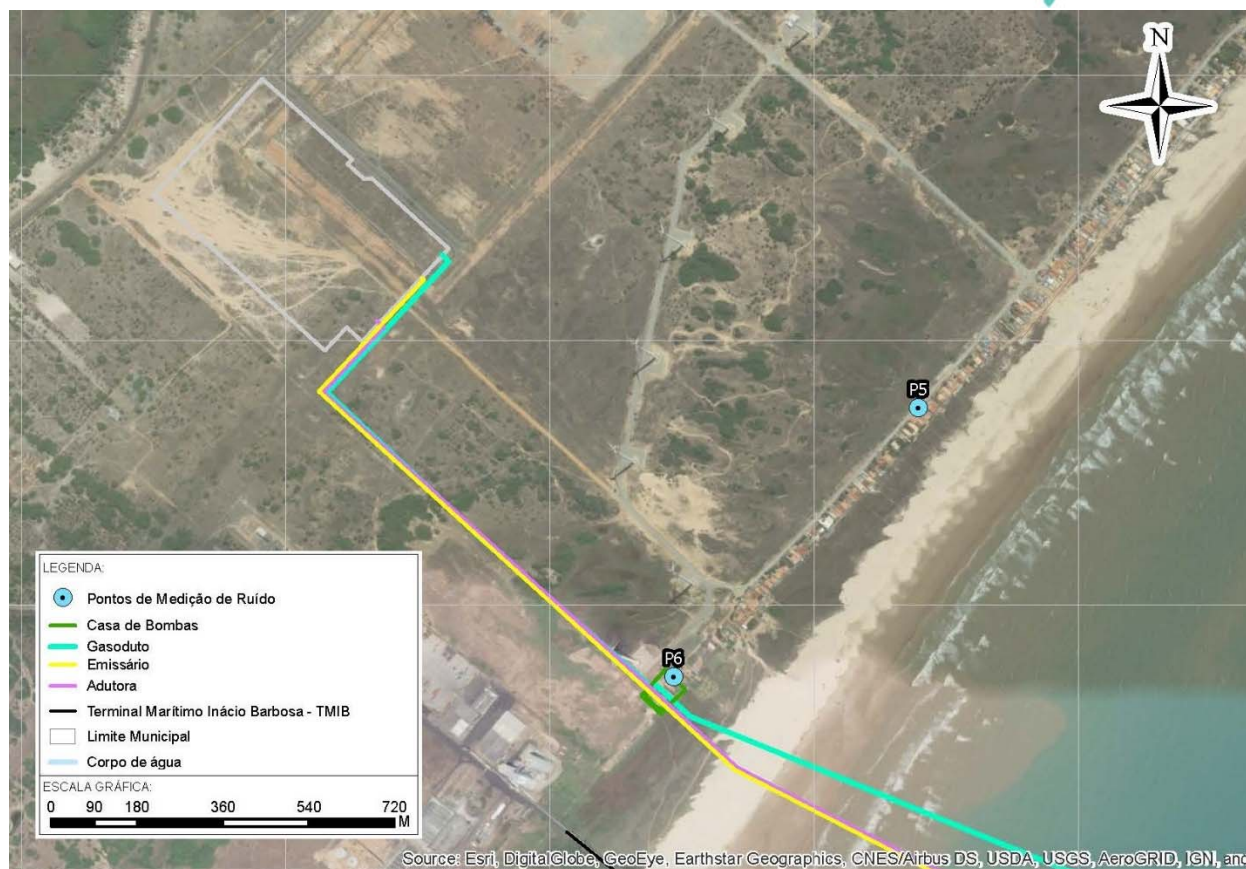 N
P5
P6
LEGENDA:
Pontos de Medição de Ruído
Casa de Bombas
Gasoduto
Emissário
Adutora
Terminal Marítimo Inácio Barbosa - TMIB
Limite Municipal
Corpo de água
ESCALA GRÁFICA:
0 90 180 360 540 720
M
Source: Esri, DigitalGlobe, GeoEye, Earthstar Geographics, CNES/Airbus DS, USDA, USGS, AeroGRID, IGN, and